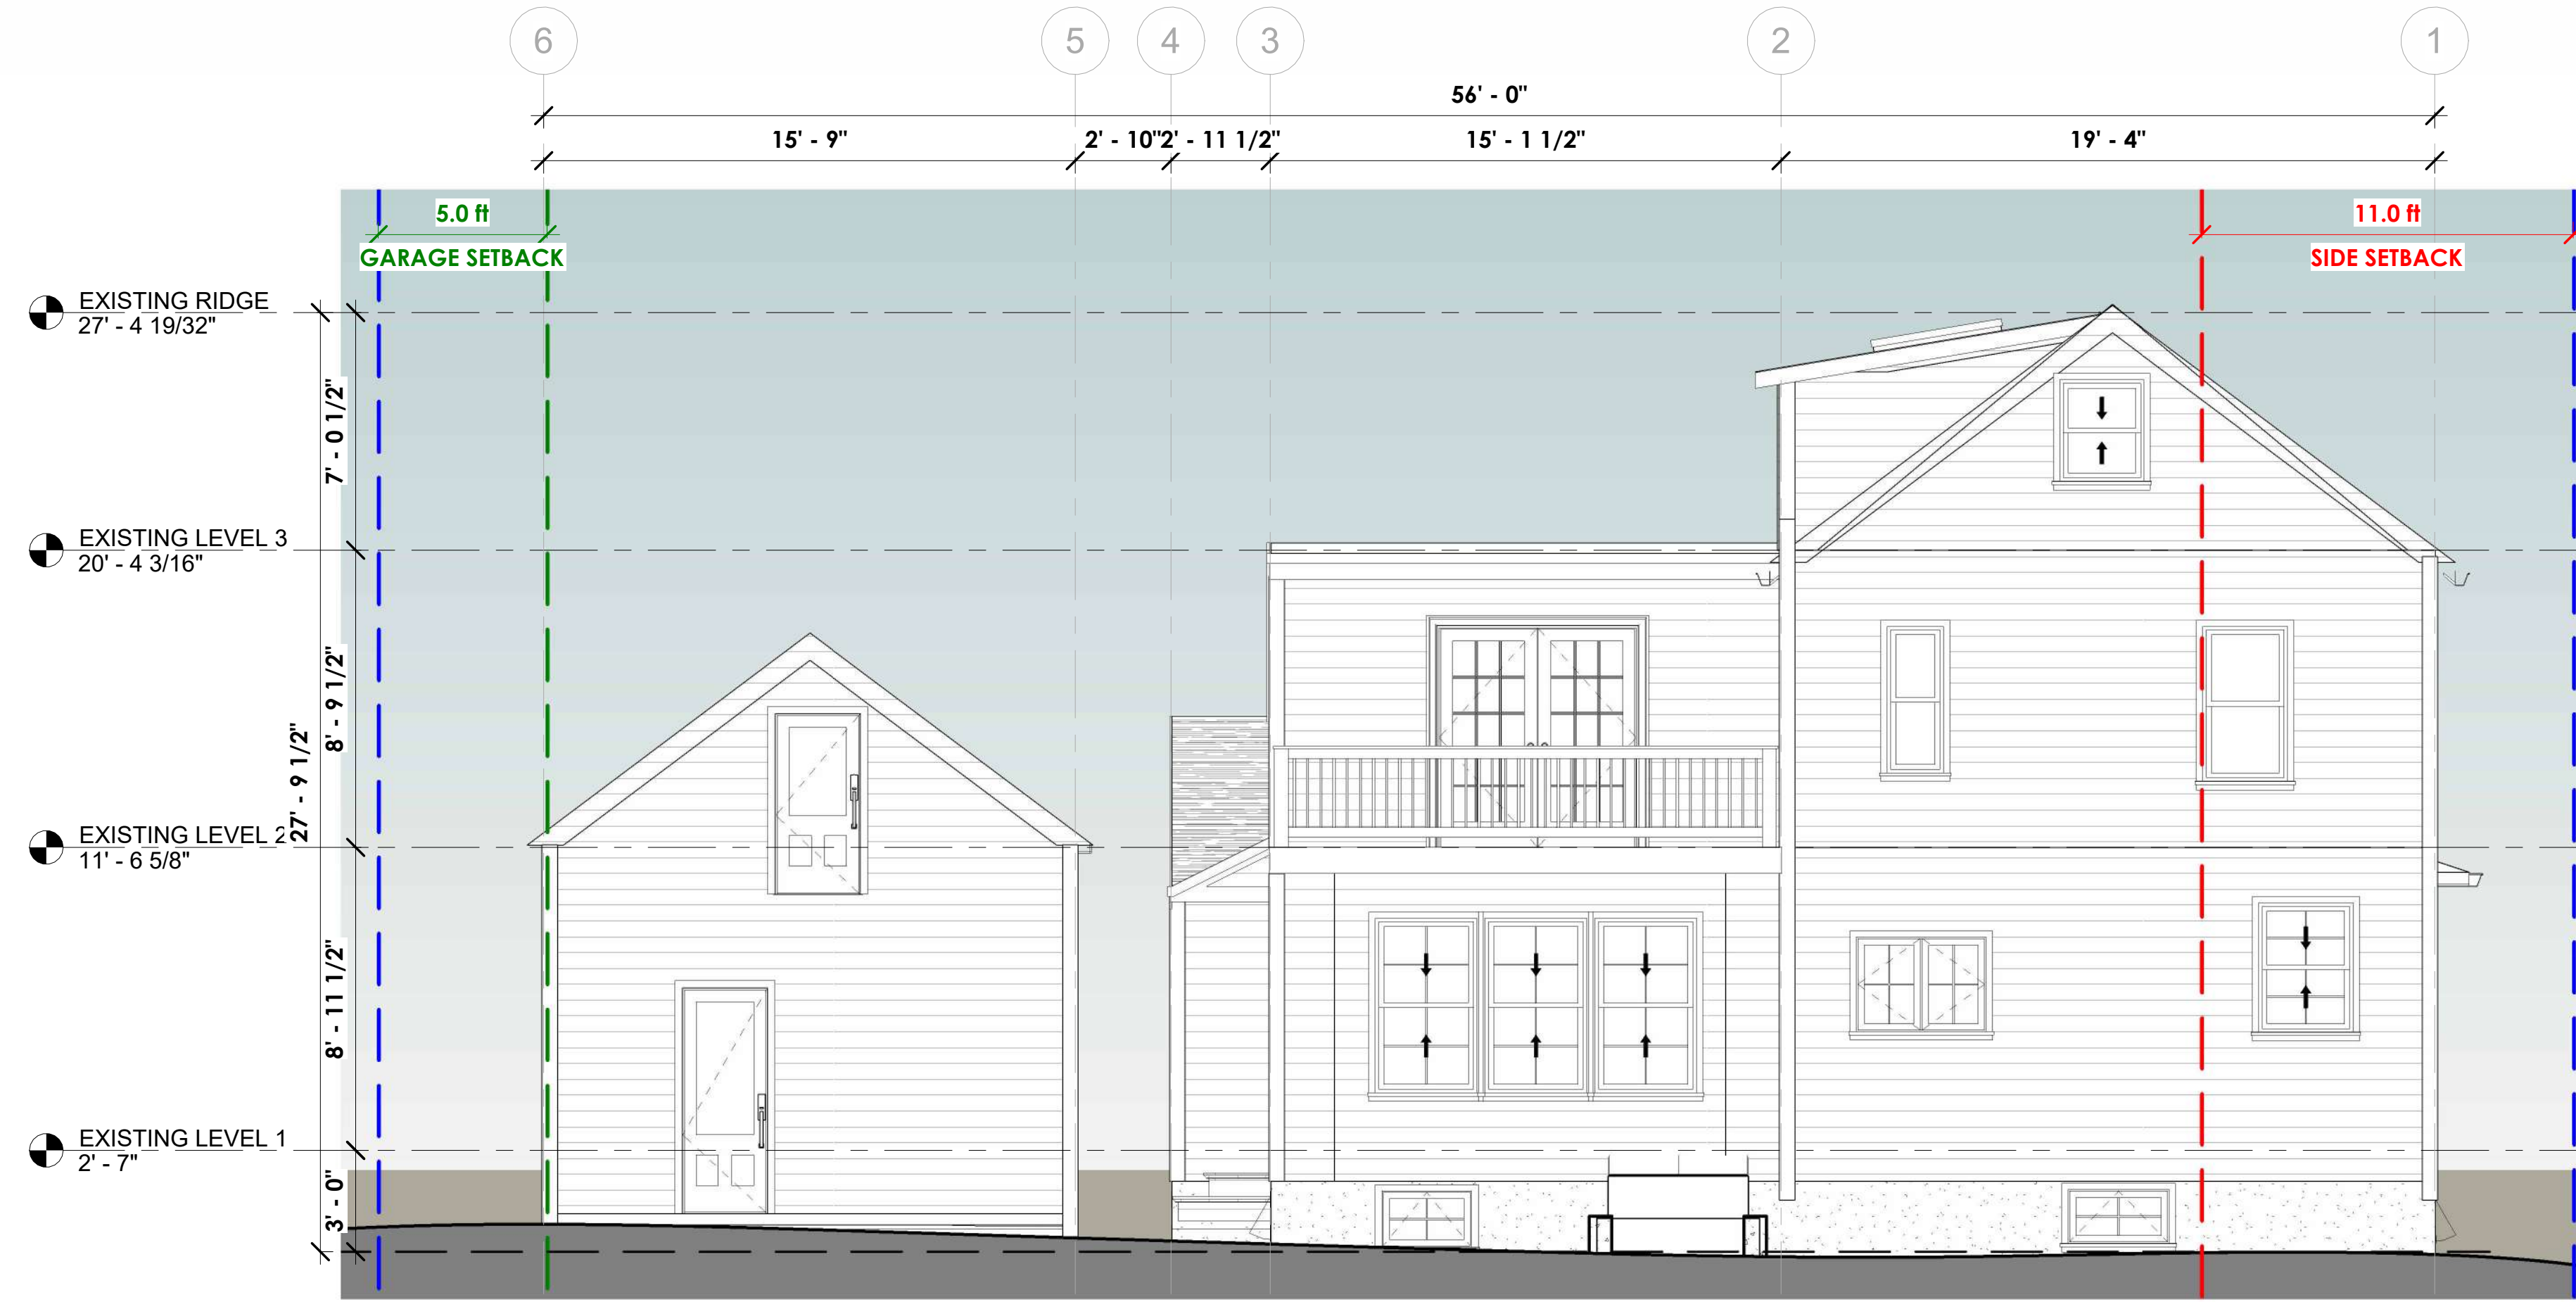 6 5 4 3 2 1
56' - 0"
15' - 9" 2' - 10" 2' - 11 1/2" 15' - 1 1/2" 19' - 4"
5.0 ft
GARAGE SETBACK
11.0 ft
SIDE SETBACK
EXISTING RIDGE
27' - 4 19/32"
7' - 0 1/2"
EXISTING LEVEL 3
20' - 4 3/16"
8' - 9 1/2"
27' - 9 1/2"
EXISTING LEVEL 2
11' - 6 5/8"
8' - 11 1/2"
EXISTING LEVEL 1
2' - 7"
3' - 0"